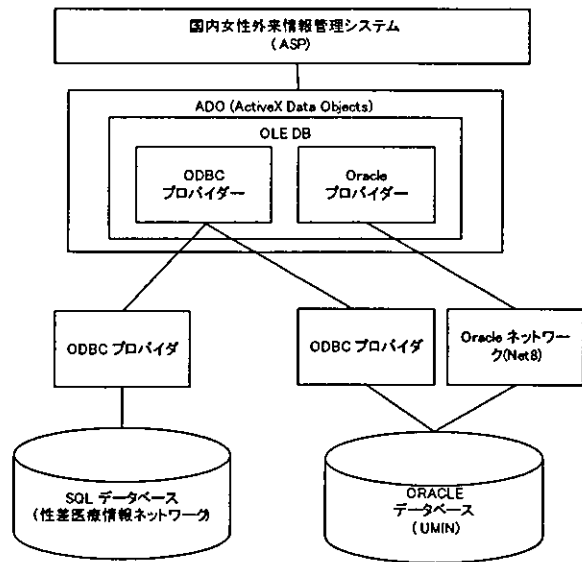 国内女性外来情報管理システム
(ASP)
ADO (ActiveX Data Objects)
OLE DB
ODBC
プロバイダー
Oracle
プロバイダー
ODBC プロバイダ
ODBC プロバイダ
Oracle ネットワー
ク(Net8)
SQL データベース
(性差医療情報ネットワーク)
ORACLE
データベース
(UMIN)